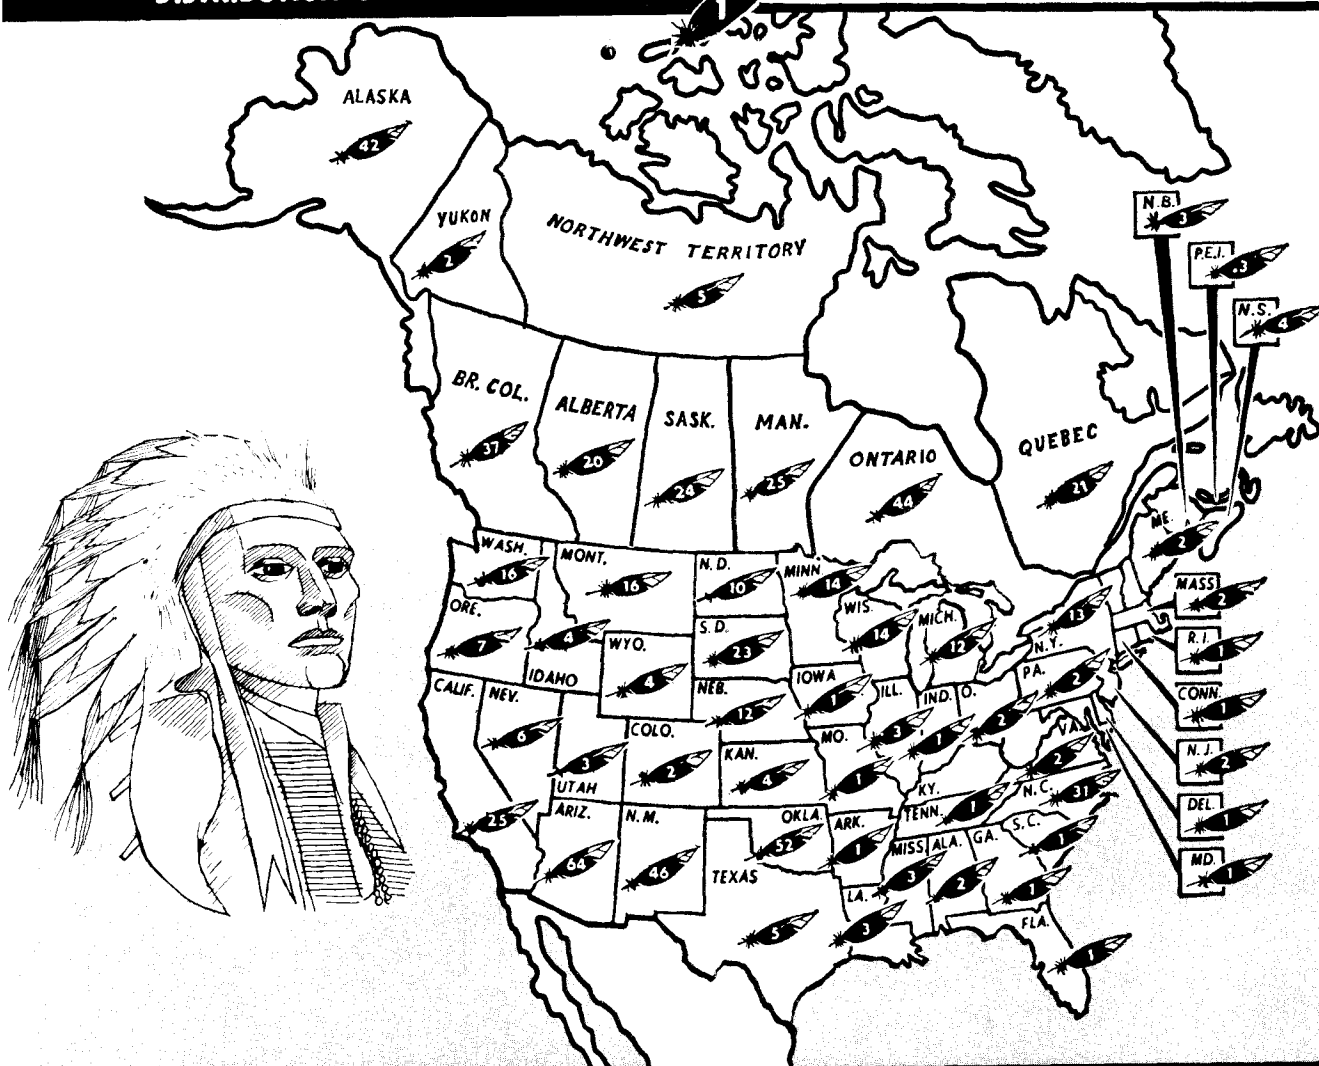 1
ALASKA
42
YUKON
2
NORTHWEST TERRITORY
5
N.B.
3
P.E.I.
.3
N.S.
4
BR. COL.
37
ALBERTA
20
SASK.
24
MAN.
25
ONTARIO
44
QUEBEC
21
ME.
2
WASH.
16
MONT.
16
N.D.
10
MINN.
14
ORE.
7
IDAHO
4
WYO.
4
S.D.
23
WIS.
14
MICH.
12
N.Y.
13
MASS
2
R.I.
1
CONN.
1
N.J.
2
DEL.
1
MD.
1
CALIF.
25
NEV.
6
UTAH
3
COLO.
2
NEB.
12
KAN.
4
IOWA
1
MO.
1
ILL.
3
IND.
1
O.
2
PA.
2
VA.
2
KY.
TENN.
1
N.C.
31
S.C.
1
ARIZ.
64
N.M.
46
OKLA.
52
TEXAS
5
ARK.
1
LA.
3
MISS.
3
ALA.
2
GA.
1
FLA.
1